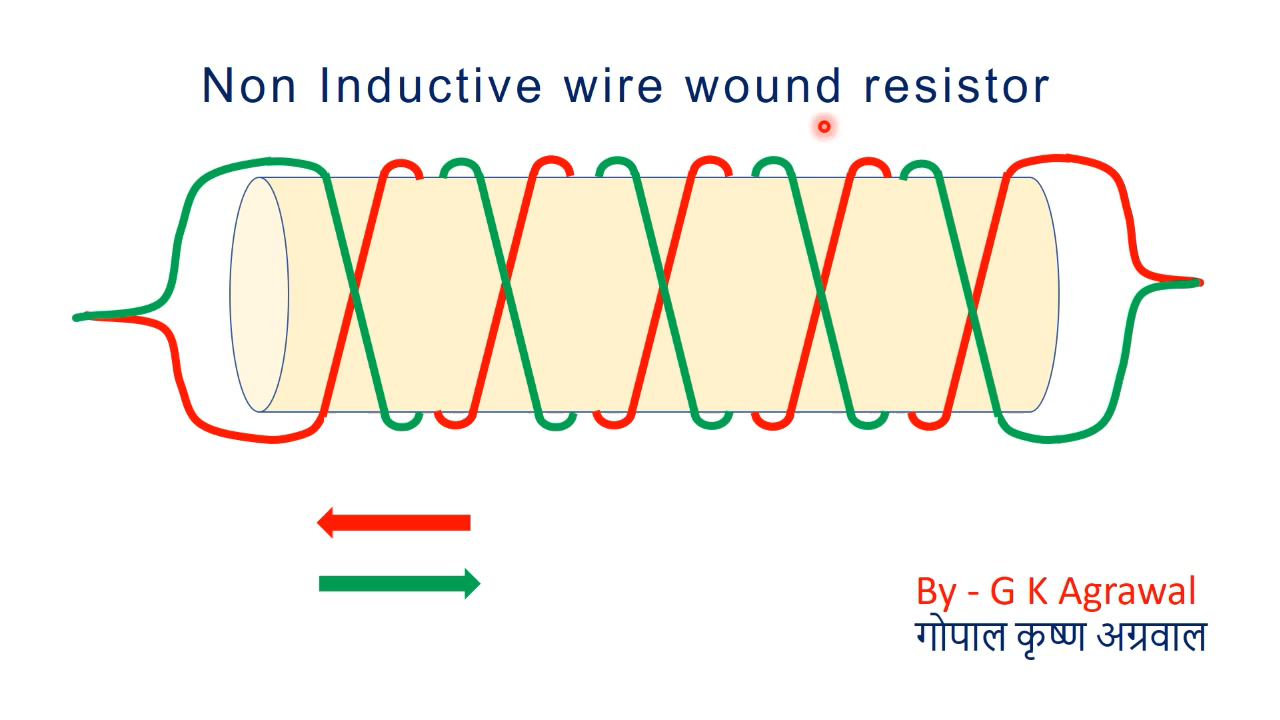 Non Inductive wire wound resistor
By - G K Agrawal
गोपाल कृष्ण अग्रवाल